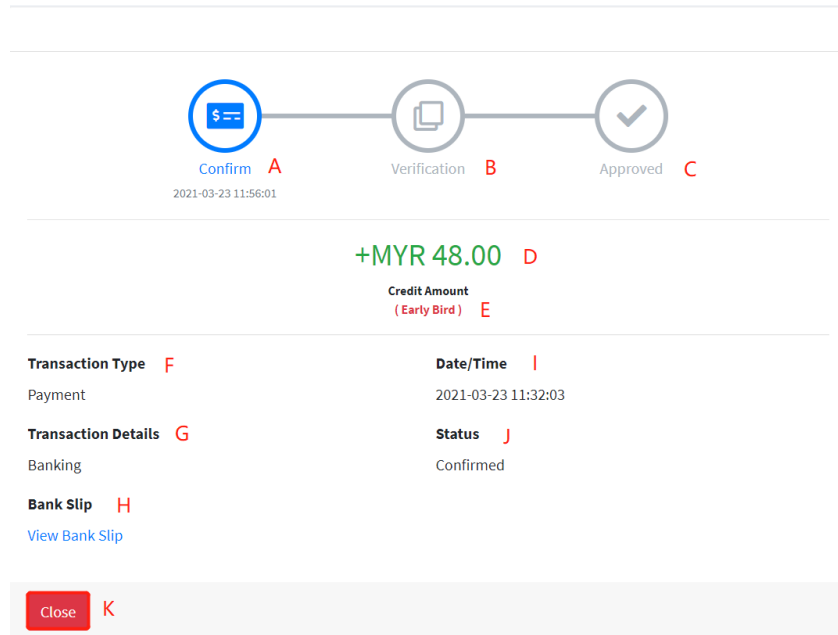 Confirm A
Verification B
Approved C
2021-03-23 11:56:01
+MYR 48.00 D
Credit Amount
( Early Bird ) E
Transaction Type F
Date/Time I
Payment
2021-03-23 11:32:03
Transaction Details G
Status J
Banking
Confirmed
Bank Slip H
View Bank Slip
Close K